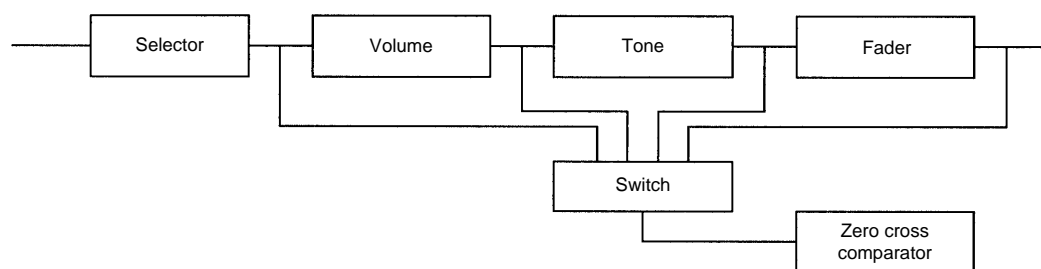 Selector
Volume
Tone
Fader
Switch
Zero cross
comparator